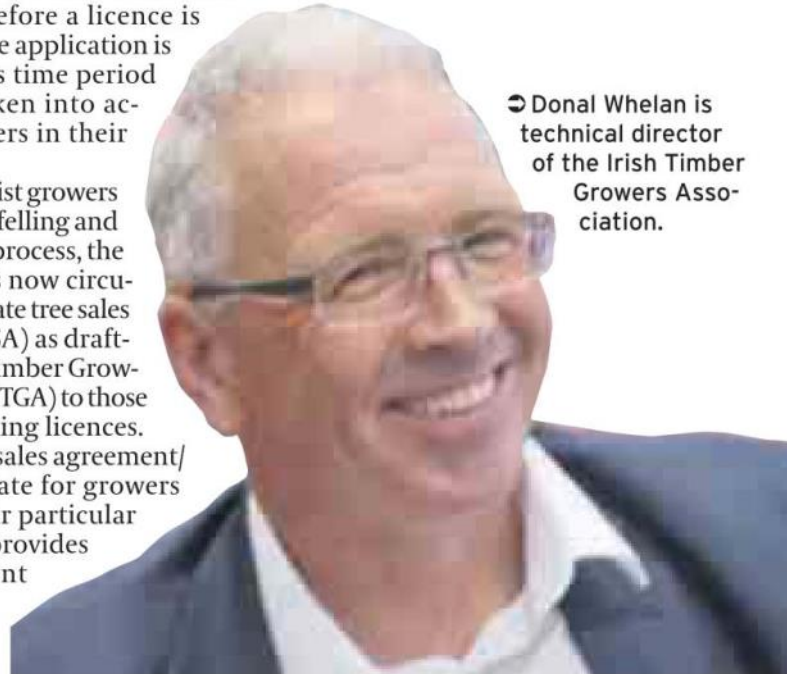 efore a licence is
e application is
s time period
ken into ac-
ers in their
ist growers
felling and
process, the
s now circu-
ate tree sales
GA) as draft-
mber Grow-
TGA) to those
ing licences.
sales agreement/
ate for growers
r particular
provides
nt
➲ Donal Whelan is
technical director
of the Irish Timber
Growers Asso-
ciation.